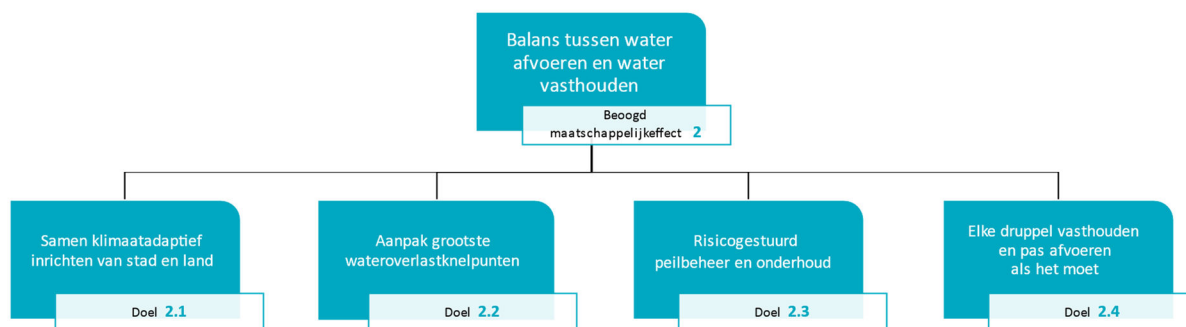 Balans tussen water
afvoeren en water
vasthouden
Beoogd
maatschappelijkeffect 2
Samen klimaatadaptief
inrichten van stad en land
Doel 2.1
Aanpak grootste
wateroverlastknelpunten
Doel 2.2
Risicogestuurd
peilbeheer en onderhoud
Doel 2.3
Elke druppel vasthouden
en pas afvoeren
als het moet
Doel 2.4